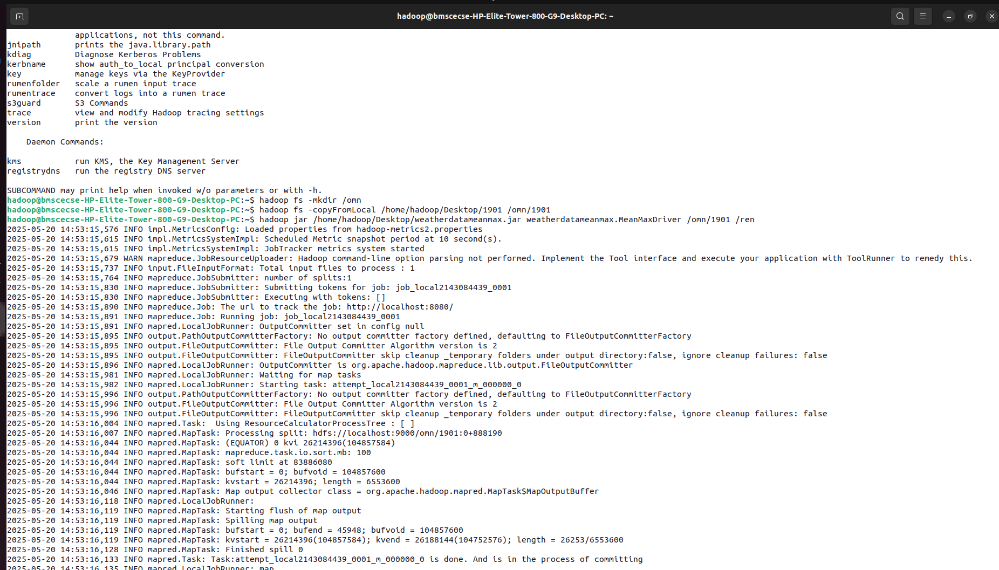 hadoop@bmscecse-HP-Elite-Tower-800-G9-Desktop-PC: ~
applications, not this command.
jnipath       prints the java.library.path
kdiag         Diagnose Kerberos Problems
kerbname      show auth_to_local principal conversion
key           manage keys via the KeyProvider
rumenfolder   scale a rumen input trace
rumentrace    convert logs into a rumen trace
s3guard       S3 Commands
trace         view and modify Hadoop tracing settings
version       print the version
Daemon Commands:
kms           run KMS, the Key Management Server
registrydns   run the registry DNS server
SUBCOMMAND may print help when invoked w/o parameters or with -h.
hadoop@bmscecse-HP-Elite-Tower-800-G9-Desktop-PC:~$ hadoop fs -mkdir /omn
hadoop@bmscecse-HP-Elite-Tower-800-G9-Desktop-PC:~$ hadoop fs -copyFromLocal /home/hadoop/Desktop/1901 /omn/1901
hadoop@bmscecse-HP-Elite-Tower-800-G9-Desktop-PC:~$ hadoop jar /home/hadoop/Desktop/weatherdatameanmax.jar weatherdatameanmax.MeanMaxDriver /omn/1901 /ren
2025-05-20 14:53:15,576 INFO impl.MetricsConfig: Loaded properties from hadoop-metrics2.properties
2025-05-20 14:53:15,615 INFO impl.MetricsSystemImpl: Scheduled Metric snapshot period at 10 second(s).
2025-05-20 14:53:15,615 INFO impl.MetricsSystemImpl: JobTracker metrics system started
2025-05-20 14:53:15,679 WARN mapreduce.JobResourceUploader: Hadoop command-line option parsing not performed. Implement the Tool interface and execute your application with ToolRunner to remedy this.
2025-05-20 14:53:15,737 INFO input.FileInputFormat: Total input files to process : 1
2025-05-20 14:53:15,764 INFO mapreduce.JobSubmitter: number of splits:1
2025-05-20 14:53:15,830 INFO mapreduce.JobSubmitter: Submitting tokens for job: job_local2143084439_0001
2025-05-20 14:53:15,830 INFO mapreduce.JobSubmitter: Executing with tokens: []
2025-05-20 14:53:15,890 INFO mapreduce.Job: The url to track the job: http://localhost:8080/
2025-05-20 14:53:15,891 INFO mapreduce.Job: Running job: job_local2143084439_0001
2025-05-20 14:53:15,891 INFO mapred.LocalJobRunner: OutputCommitter set in config null
2025-05-20 14:53:15,895 INFO output.PathOutputCommitterFactory: No output committer factory defined, defaulting to FileOutputCommitterFactory
2025-05-20 14:53:15,895 INFO output.FileOutputCommitter: File Output Committer Algorithm version is 2
2025-05-20 14:53:15,895 INFO output.FileOutputCommitter: FileOutputCommitter skip cleanup _temporary folders under output directory:false, ignore cleanup failures: false
2025-05-20 14:53:15,896 INFO mapred.LocalJobRunner: OutputCommitter is org.apache.hadoop.mapreduce.lib.output.FileOutputCommitter
2025-05-20 14:53:15,981 INFO mapred.LocalJobRunner: Waiting for map tasks
2025-05-20 14:53:15,982 INFO mapred.LocalJobRunner: Starting task: attempt_local2143084439_0001_m_000000_0
2025-05-20 14:53:15,996 INFO output.PathOutputCommitterFactory: No output committer factory defined, defaulting to FileOutputCommitterFactory
2025-05-20 14:53:15,996 INFO output.FileOutputCommitter: File Output Committer Algorithm version is 2
2025-05-20 14:53:15,996 INFO output.FileOutputCommitter: FileOutputCommitter skip cleanup _temporary folders under output directory:false, ignore cleanup failures: false
2025-05-20 14:53:16,004 INFO mapred.Task:  Using ResourceCalculatorProcessTree : [ ]
2025-05-20 14:53:16,007 INFO mapred.MapTask: Processing split: hdfs://localhost:9000/omn/1901:0+888190
2025-05-20 14:53:16,044 INFO mapred.MapTask: (EQUATOR) 0 kvi 26214396(104857584)
2025-05-20 14:53:16,044 INFO mapred.MapTask: mapreduce.task.io.sort.mb: 100
2025-05-20 14:53:16,044 INFO mapred.MapTask: soft limit at 83886080
2025-05-20 14:53:16,044 INFO mapred.MapTask: bufstart = 0; bufvoid = 104857600
2025-05-20 14:53:16,044 INFO mapred.MapTask: kvstart = 26214396; length = 6553600
2025-05-20 14:53:16,046 INFO mapred.MapTask: Map output collector class = org.apache.hadoop.mapred.MapTask$MapOutputBuffer
2025-05-20 14:53:16,118 INFO mapred.LocalJobRunner:
2025-05-20 14:53:16,119 INFO mapred.MapTask: Starting flush of map output
2025-05-20 14:53:16,119 INFO mapred.MapTask: Spilling map output
2025-05-20 14:53:16,119 INFO mapred.MapTask: bufstart = 0; bufend = 45948; bufvoid = 104857600
2025-05-20 14:53:16,119 INFO mapred.MapTask: kvstart = 26214396(104857584); kvend = 26188144(104752576); length = 26253/6553600
2025-05-20 14:53:16,128 INFO mapred.MapTask: Finished spill 0
2025-05-20 14:53:16,133 INFO mapred.Task: Task:attempt_local2143084439_0001_m_000000_0 is done. And is in the process of committing
2025-05-20 14:53:16,135 INFO mapred.LocalJobRunner: map